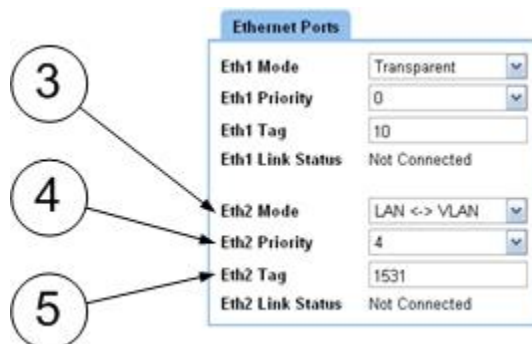 Ethernet Ports
Eth1 Mode Transparent
Eth1 Priority 0
Eth1 Tag 10
Eth1 Link Status Not Connected
3
Eth2 Mode LAN <-> VLAN
4
Eth2 Priority 4
Eth2 Tag 1531
5
Eth2 Link Status Not Connected